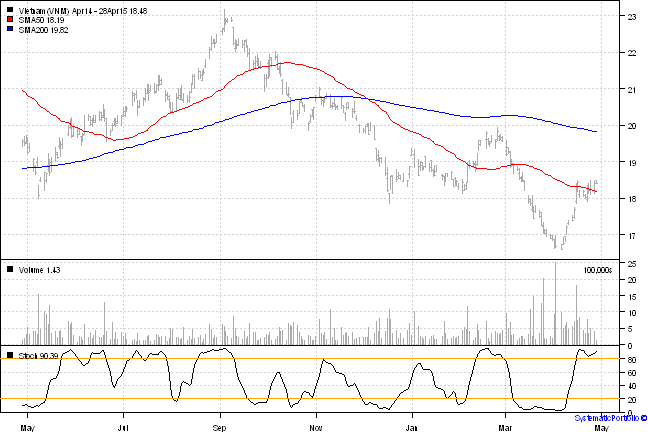 Vietnam (VNM) Apr14 - 28Apr15 18.48
SMA50 18.19
SMA200 19.82
23
22
21
20
19
18
17
Volume 1.43
100,000s
25
20
15
10
5
0
Stoch 90.39
80
60
40
20
0
SystematicPortfolio ©
May Jul Sep Nov Jan Mar May